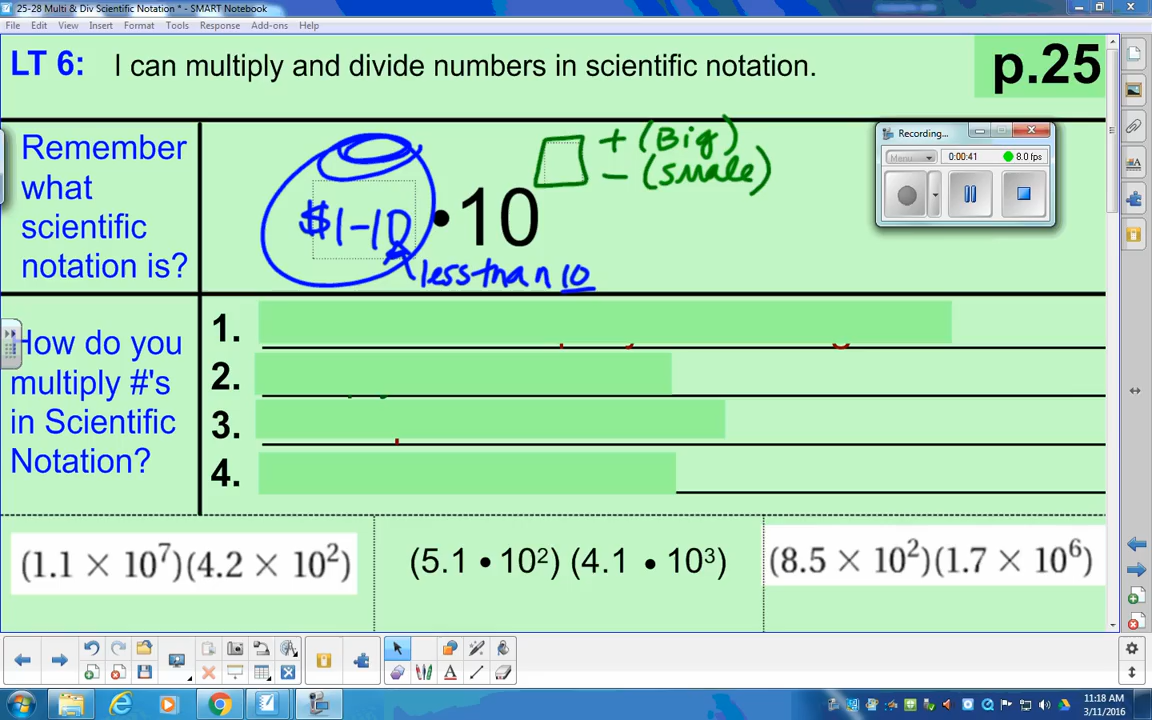 25-28 Multi & Div Scientific Notation * - SMART Notebook
File Edit View Insert Format Tools Response Add-ons Help
LT 6: I can multiply and divide numbers in scientific notation.
p.25
Remember
what
scientific
notation is?
$1-10 • 10
+ (Big)
- (small)
less than 10
Recording...
Menu
0:00:41
8.0 fps
How do you
multiply #'s
in Scientific
Notation?
1.
2.
3.
4.
(1.1 × 10⁷)(4.2 × 10²)
(5.1 • 10²) (4.1 • 10³)
(8.5 × 10²)(1.7 × 10⁶)
11:18 AM
3/11/2016